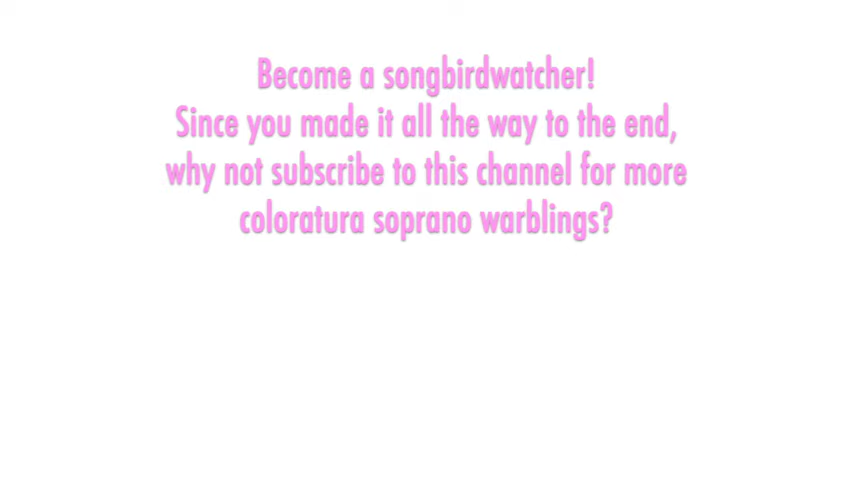 Become a songbirdwatcher!
Since you made it all the way to the end,
why not subscribe to this channel for more
coloratura soprano warblings?